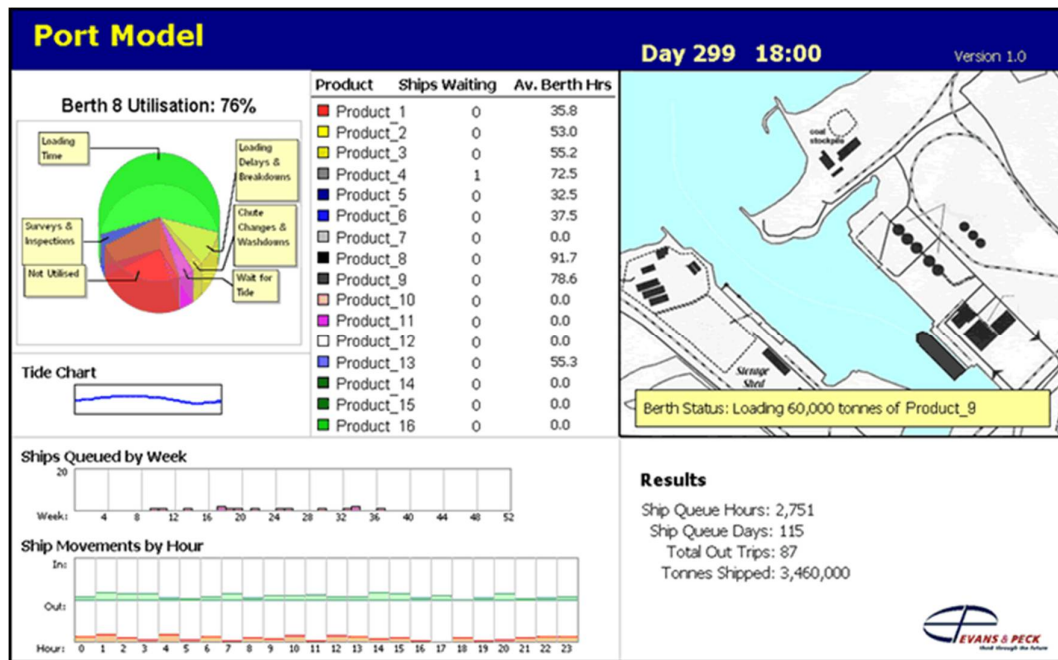 Port Model
Day 299 18:00
Version 1.0
Berth 8 Utilisation: 76%
Loading
Time
Loading
Delays &
Breakdowns
Surveys &
Inspections
Chute
Changes &
Washdowns
Not Utilised
Wait for
Tide
Tide Chart
Product Ships Waiting Av. Berth Hrs
Product_1 0 35.8
Product_2 0 53.0
Product_3 0 55.2
Product_4 1 72.5
Product_5 0 32.5
Product_6 0 37.5
Product_7 0 0.0
Product_8 0 91.7
Product_9 0 78.6
Product_10 0 0.0
Product_11 0 0.0
Product_12 0 0.0
Product_13 0 55.3
Product_14 0 0.0
Product_15 0 0.0
Product_16 0 0.0
coal
stockpile
Storage
Shed
Berth Status: Loading 60,000 tonnes of Product_9
Ships Queued by Week
20
Week: 4 8 12 16 20 24 28 32 36 40 44 48 52
Ship Movements by Hour
In:
Out:
Hour: 0 1 2 3 4 5 6 7 8 9 10 11 12 13 14 15 16 17 18 19 20 21 22 23
Results
Ship Queue Hours: 2,751
Ship Queue Days: 115
Total Out Trips: 87
Tonnes Shipped: 3,460,000
EVANS & PECK
think through the future